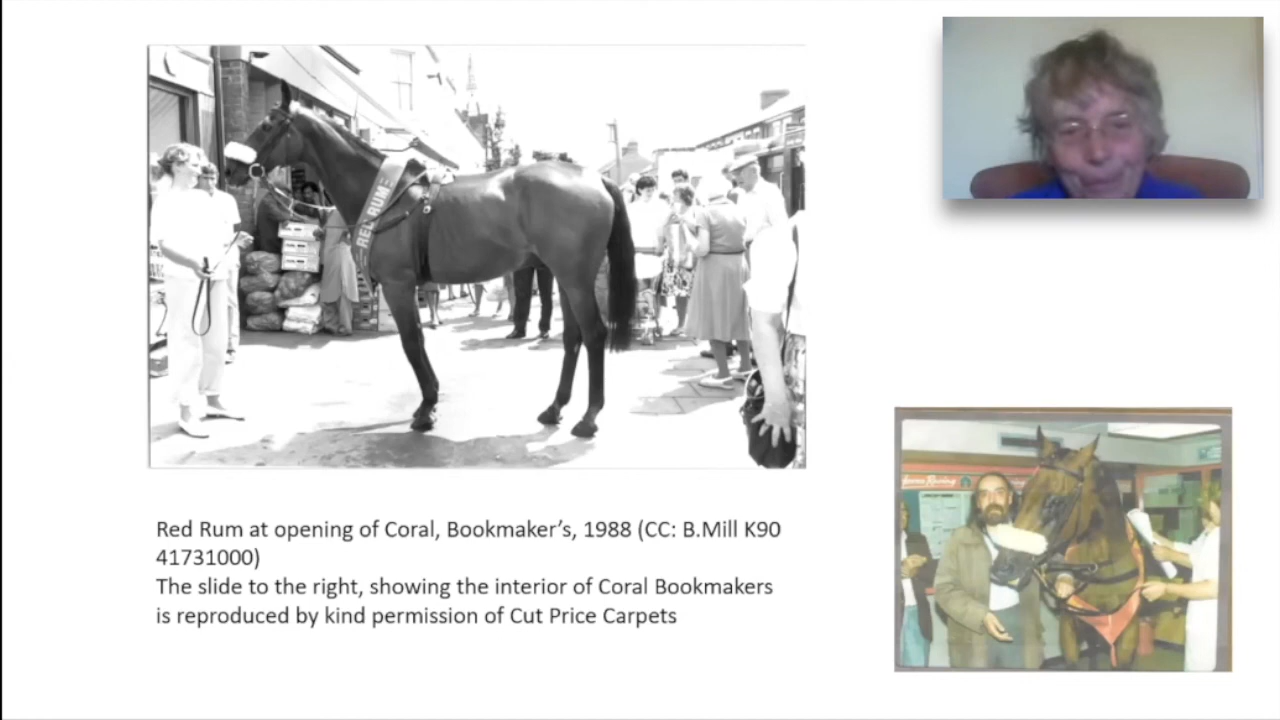 RED RUM
Red Rum at opening of Coral, Bookmaker’s, 1988 (CC: B.Mill K90
41731000)
The slide to the right, showing the interior of Coral Bookmakers
is reproduced by kind permission of Cut Price Carpets
Racing